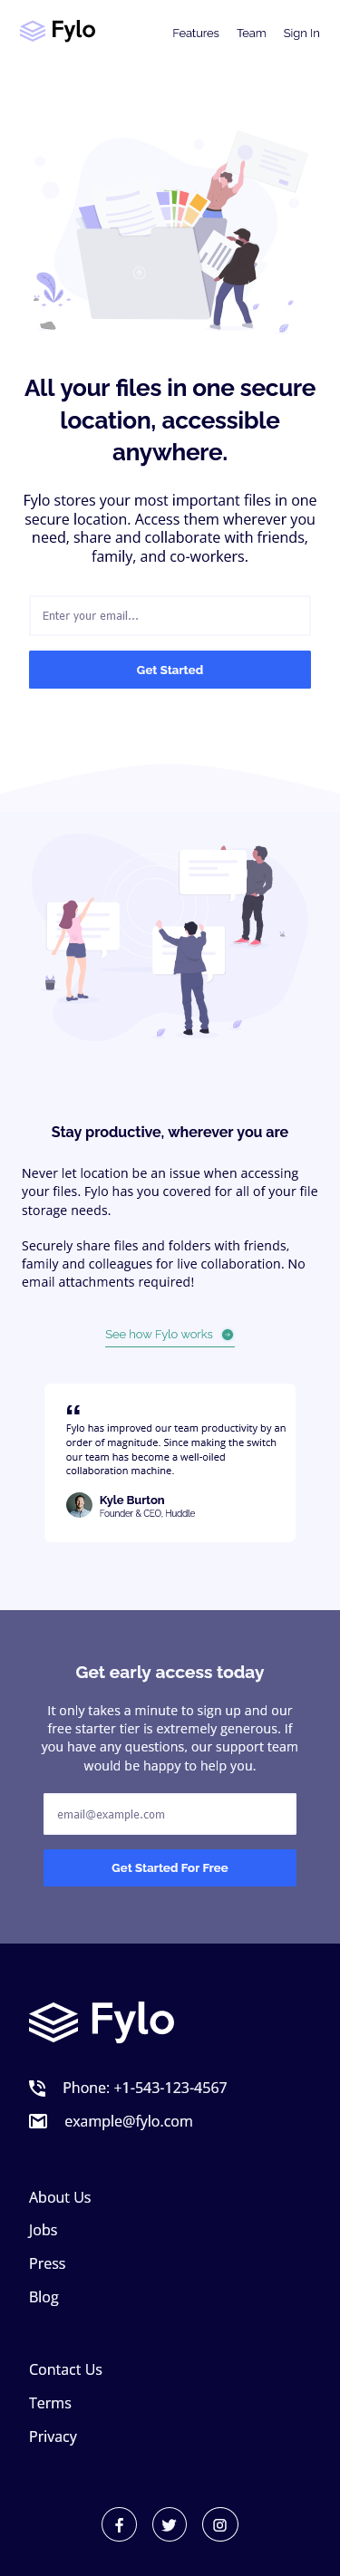 Fylo
Features Team Sign In
All your files in one secure
location, accessible
anywhere.
Fylo stores your most important files in one
secure location. Access them wherever you
need, share and collaborate with friends,
family, and co-workers.
Enter your email...
Get Started
Stay productive, wherever you are
Never let location be an issue when accessing
your files. Fylo has you covered for all of your file
storage needs.
Securely share files and folders with friends,
family and colleagues for live collaboration. No
email attachments required!
See how Fylo works
“
Fylo has improved our team productivity by an
order of magnitude. Since making the switch
our team has become a well-oiled
collaboration machine.
Kyle Burton
Founder & CEO, Huddle
Get early access today
It only takes a minute to sign up and our
free starter tier is extremely generous. If
you have any questions, our support team
would be happy to help you.
email@example.com
Get Started For Free
Fylo
Phone: +1-543-123-4567
example@fylo.com
About Us
Jobs
Press
Blog
Contact Us
Terms
Privacy